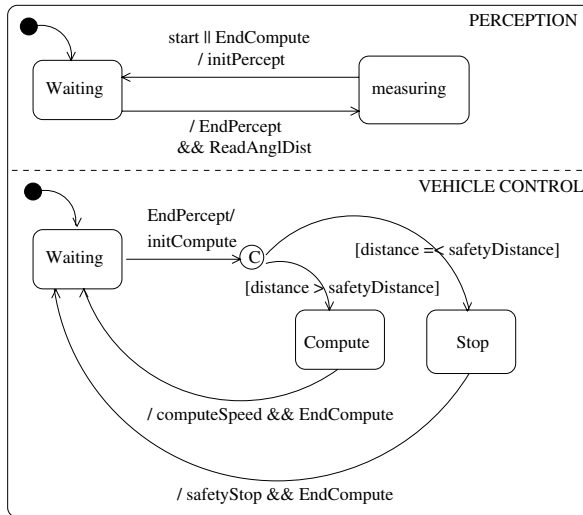 PERCEPTION
start || EndCompute
/ initPercept
Waiting
measuring
/ EndPercept
&& ReadAnglDist
VEHICLE CONTROL
EndPercept/
initCompute
Waiting
C
[distance =< safetyDistance]
[distance > safetyDistance]
Compute
Stop
/ computeSpeed && EndCompute
/ safetyStop && EndCompute